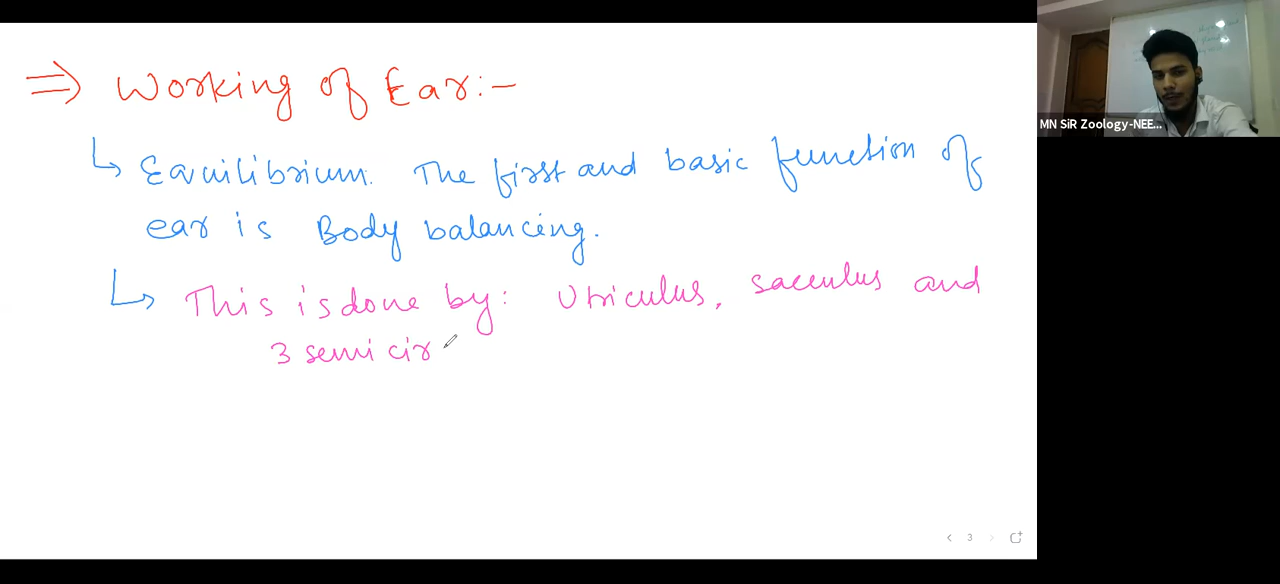 ⇒ Working of Ear:-
↳ Equilibrium. The first and basic function of
ear is Body balancing.
↳ This is done by: Utriculus, sacculus and
3 semi cir
MN SiR Zoology-NEE...
3